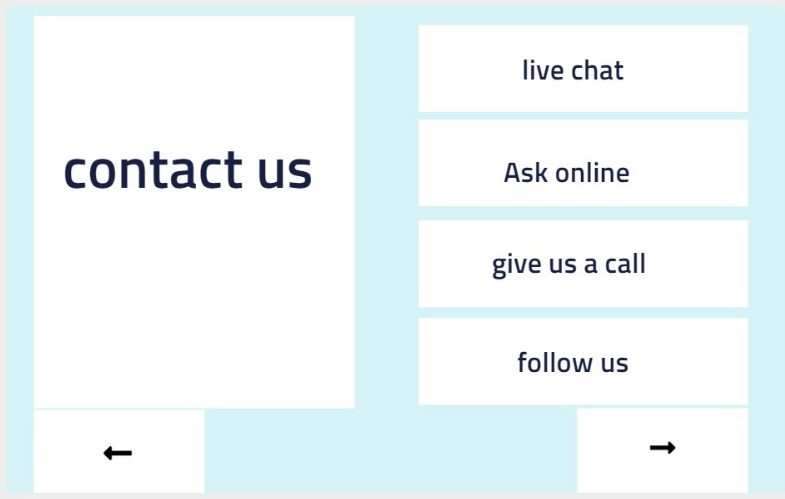 contact us
live chat
Ask online
give us a call
follow us